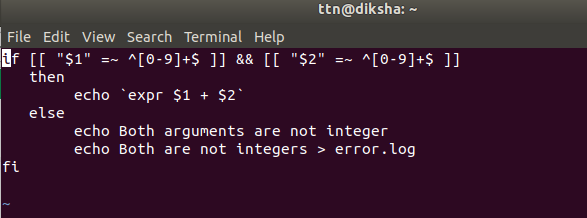 ttn@diksha: ~
File Edit View Search Terminal Help
if [[ "$1" =~ ^[0-9]+$ ]] && [[ "$2" =~ ^[0-9]+$ ]]
   then
        echo `expr $1 + $2`
   else
        echo Both arguments are not integer
        echo Both are not integers > error.log
fi
~